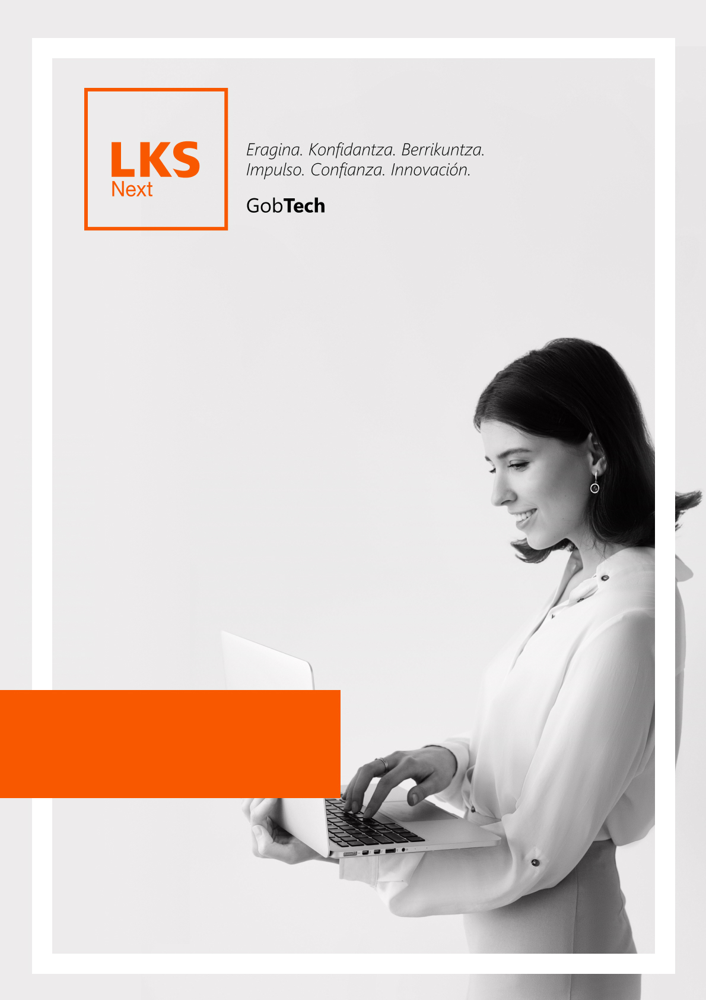 LKS
Next
Eragina. Konfidantza. Berrikuntza.
Impulso. Confianza. Innovación.
GobTech